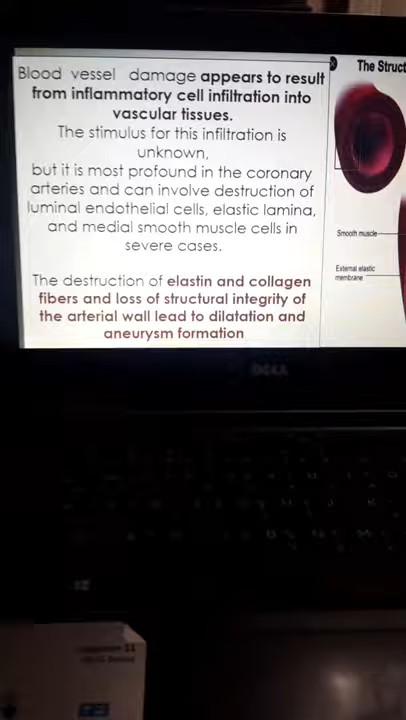 Blood vessel damage appears to result
from inflammatory cell infiltration into
vascular tissues.
The stimulus for this infiltration is
unknown,
but it is most profound in the coronary
arteries and can involve destruction of
luminal endothelial cells, elastic lamina,
and medial smooth muscle cells in
severe cases.
The destruction of elastin and collagen
fibers and loss of structural integrity of
the arterial wall lead to dilatation and
aneurysm formation
The Struct
Smooth muscle
External elastic
membrane
DELL